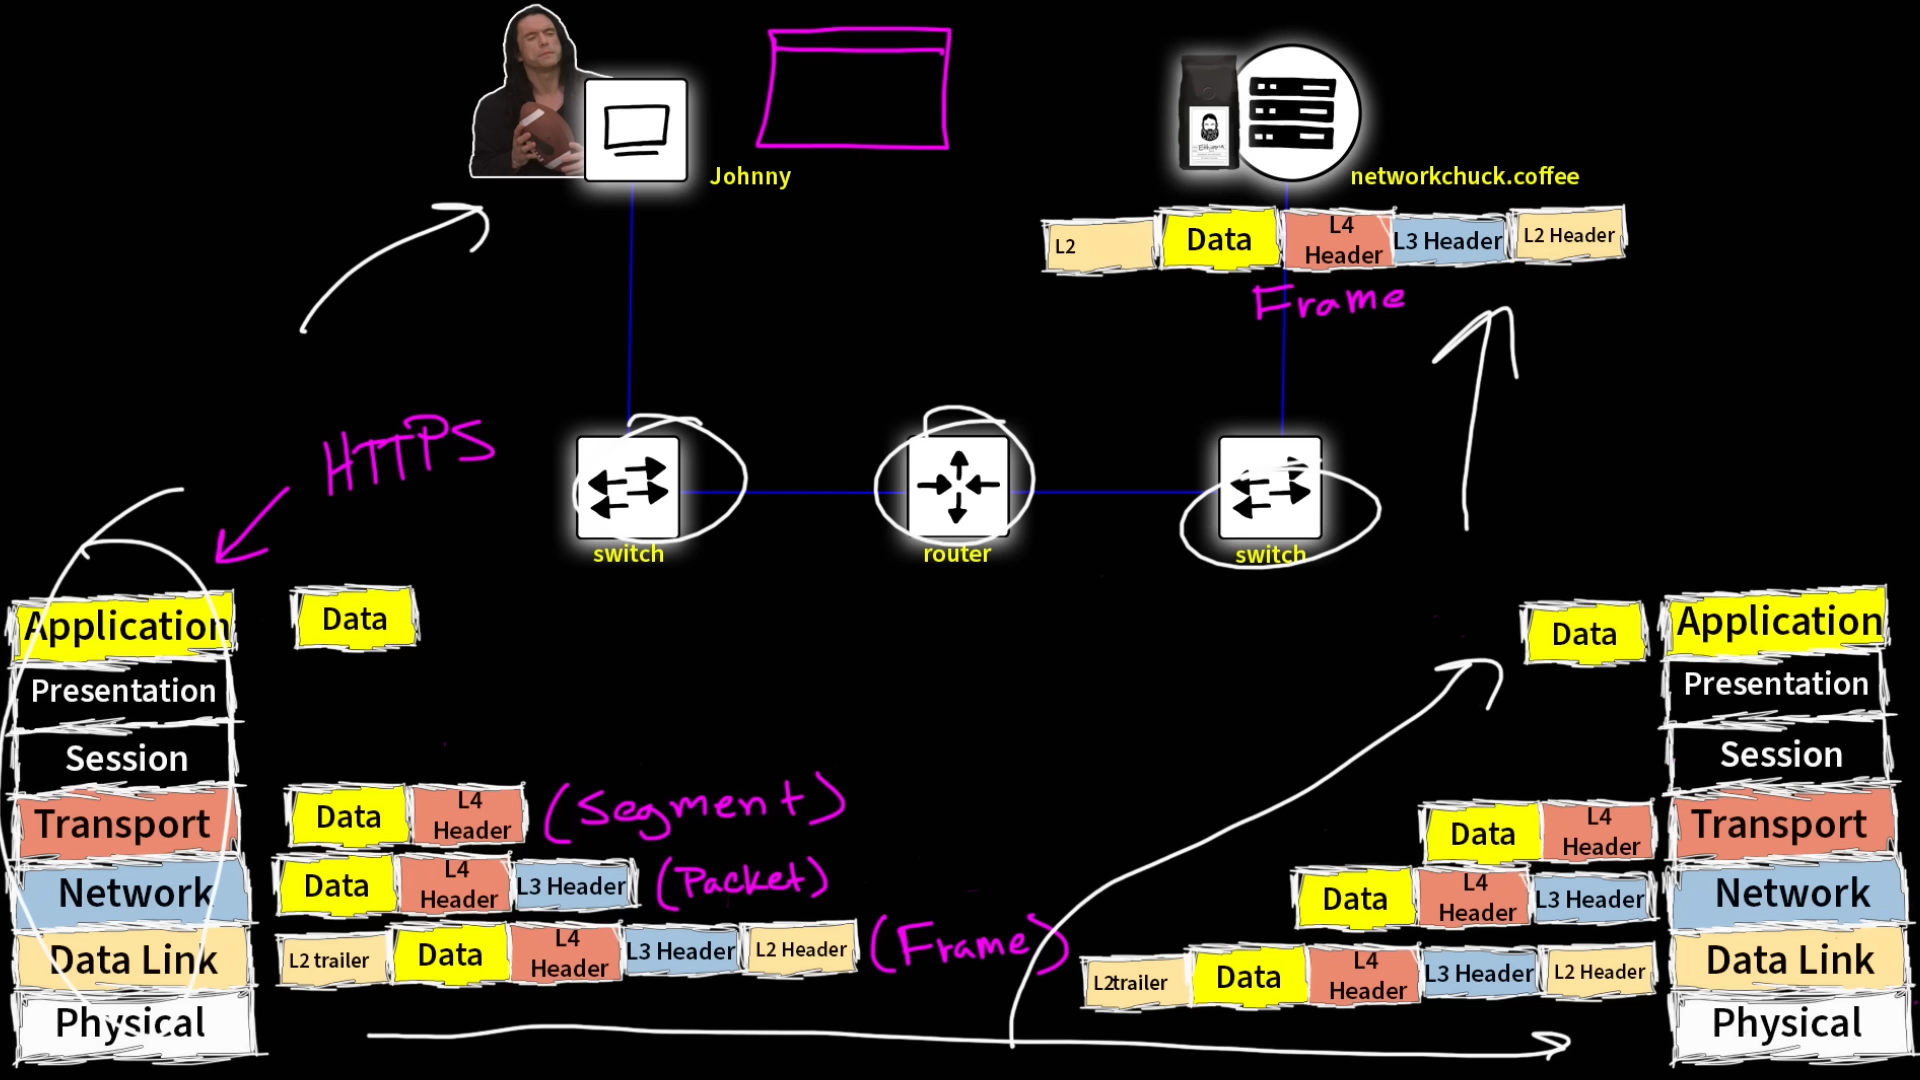 Johnny
networkchuck.coffee
L2
Data
L4
Header
L3 Header
L2 Header
Frame
HTTPS
switch
router
switch
Application
Presentation
Session
Transport
Network
Data Link
Physical
Data
Data
L4
Header
(Segment)
Data
L4
Header
L3 Header
(Packet)
L2 trailer
Data
L4
Header
L3 Header
L2 Header
(Frame)
Data
Data
L4
Header
Data
L4
Header
L3 Header
L2trailer
Data
L4
Header
L3 Header
L2 Header
Application
Presentation
Session
Transport
Network
Data Link
Physical